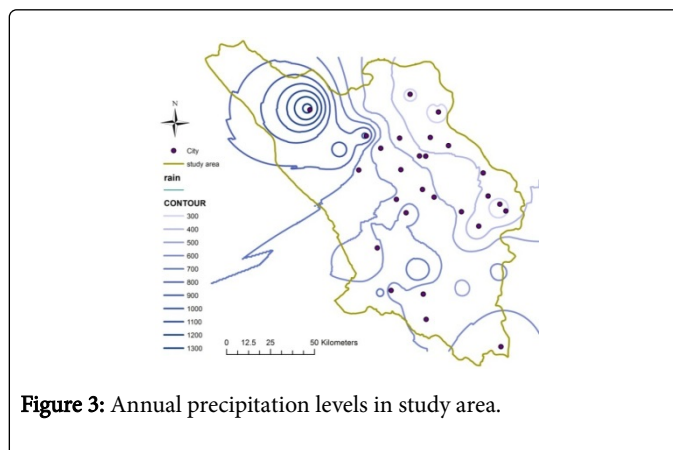 N
City
study area
rain
CONTOUR
300
400
500
600
700
800
900
1000
1100
1200
1300
0 12.5 25 50 Kilometers
Figure 3: Annual precipitation levels in study area.